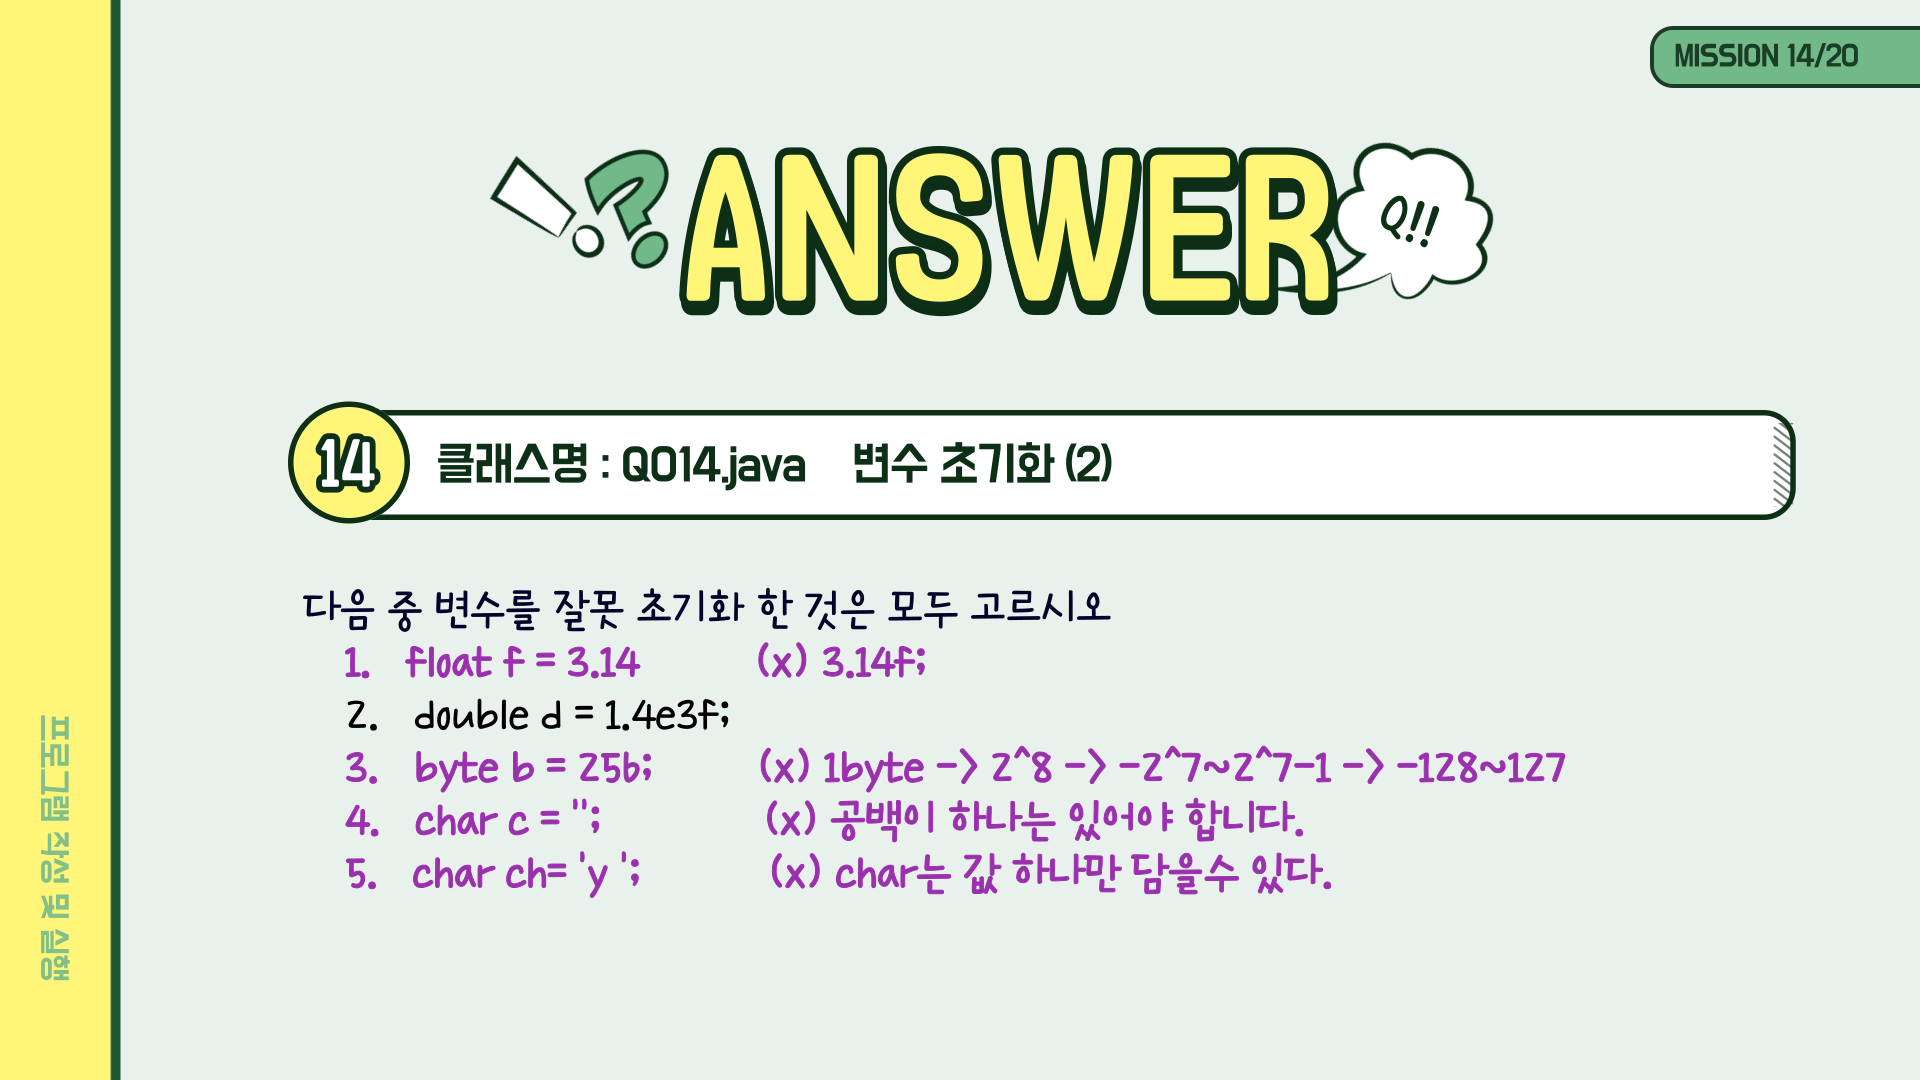 MISSION 14/20
ANSWER
Q!!
14
클래스명 : Q014.java 변수 초기화 (2)
다음 중 변수를 잘못 초기화 한 것은 모두 고르시오
1. float f = 3.14 (x) 3.14f;
2. double d = 1.4e3f;
3. byte b = 25b; (x) 1byte -> 2^8 -> -2^7~2^7-1 -> -128~127
4. char c = ''; (x) 공백이 하나는 있어야 합니다.
5. char ch= 'y '; (x) char는 값 하나만 담을수 있다.
프로그램 작성 및 실행